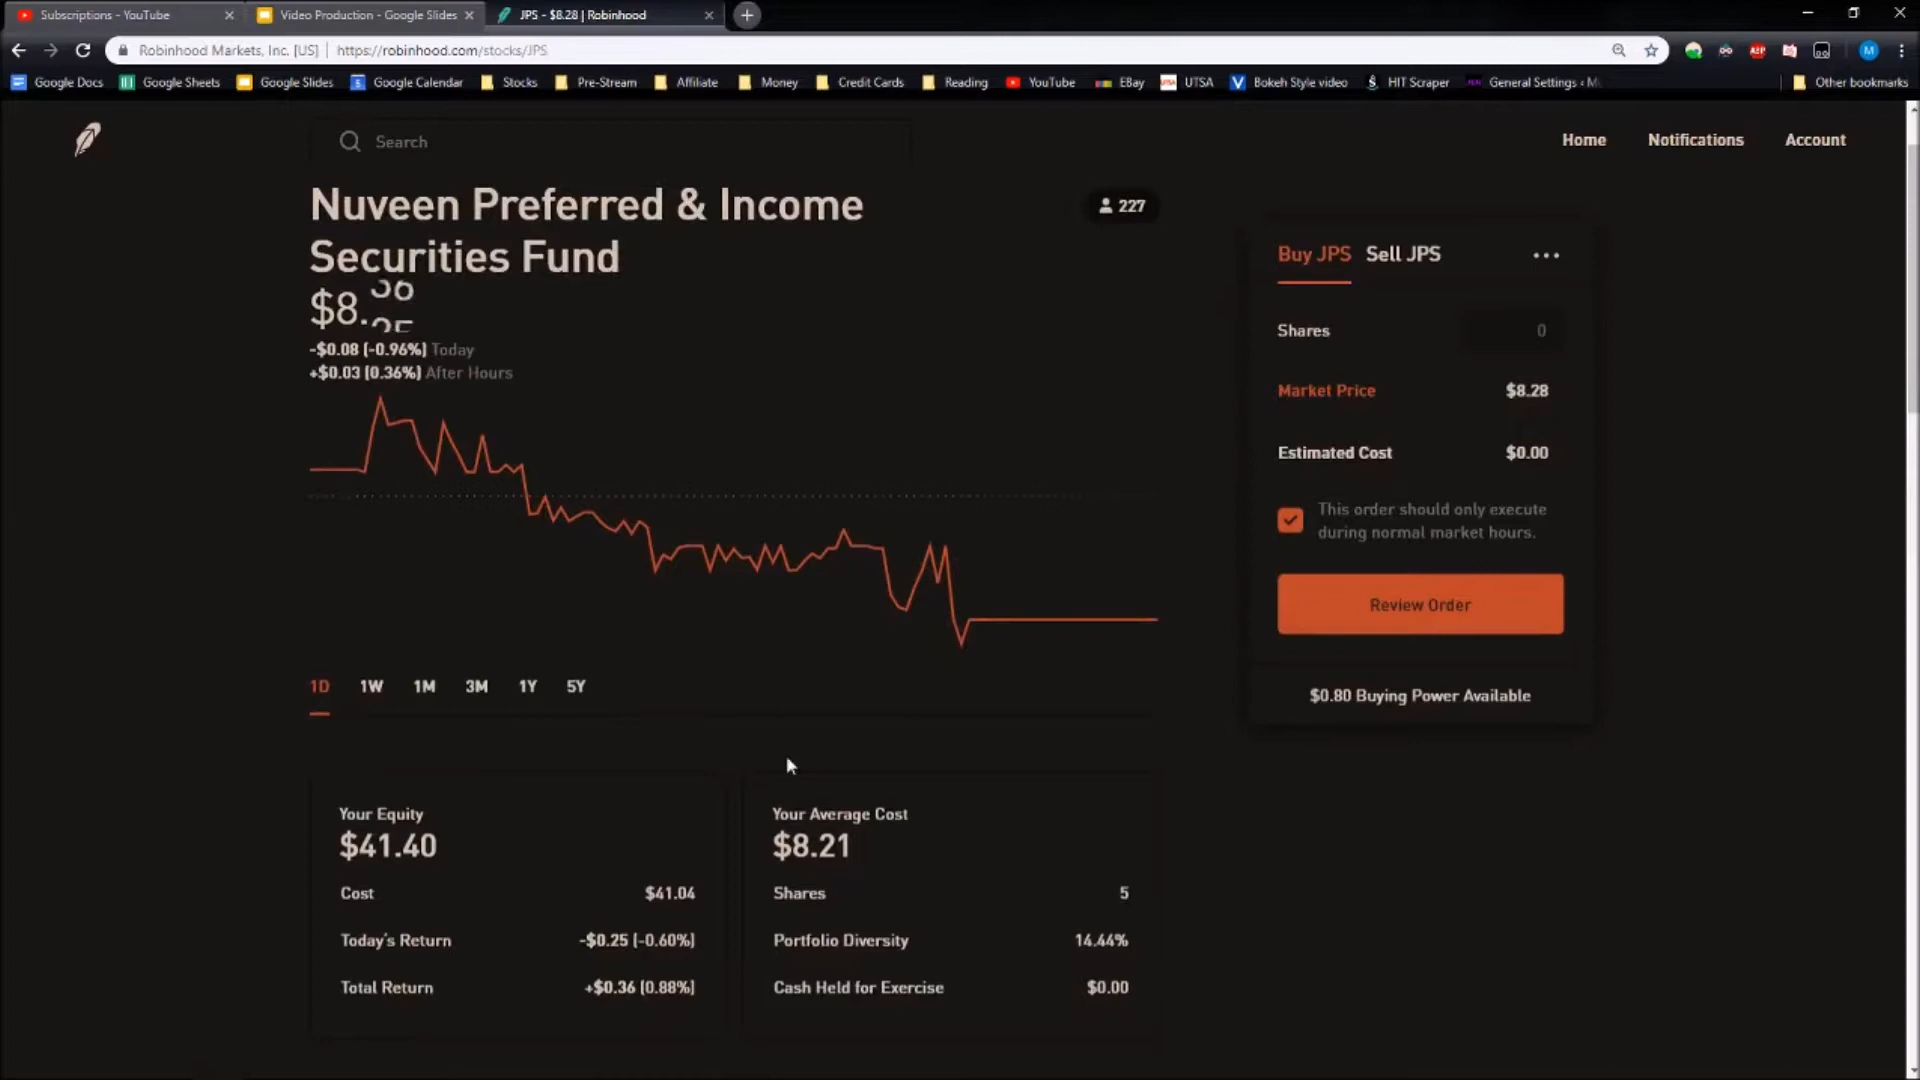 Subscriptions - YouTube
Video Production - Google Slides
JPS - $8.28 | Robinhood
Robinhood Markets, Inc. [US] | https://robinhood.com/stocks/JPS
Google Docs
Google Sheets
Google Slides
Google Calendar
Stocks
Pre-Stream
Affiliate
Money
Credit Cards
Reading
YouTube
EBay
UTSA
Bokeh Style video
HIT Scraper
General Settings
Other bookmarks
Search
Home
Notifications
Account
Nuveen Preferred & Income
Securities Fund
227
$8.
-$0.08 (-0.96%) Today
+$0.03 (0.36%) After Hours
1D 1W 1M 3M 1Y 5Y
Buy JPS
Sell JPS
Shares 0
Market Price $8.28
Estimated Cost $0.00
This order should only execute
during normal market hours.
Review Order
$0.80 Buying Power Available
Your Equity
$41.40
Cost $41.04
Today's Return -$0.25 (-0.60%)
Total Return +$0.36 (0.88%)
Your Average Cost
$8.21
Shares 5
Portfolio Diversity 14.44%
Cash Held for Exercise $0.00